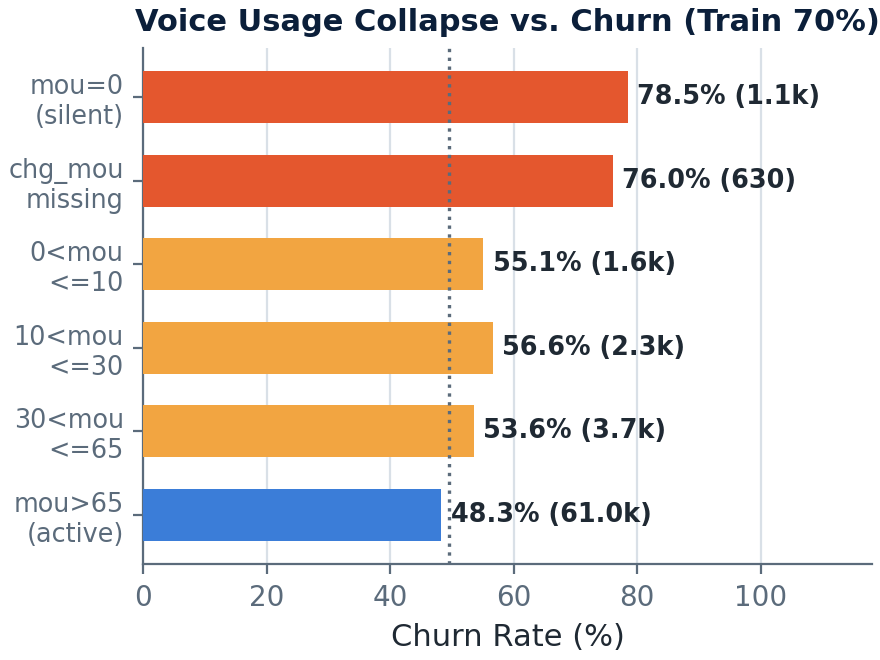 Voice Usage Collapse vs. Churn (Train 70%)
mou=0
(silent)
78.5% (1.1k)
chg_mou
missing
76.0% (630)
0<mou
<=10
55.1% (1.6k)
10<mou
<=30
56.6% (2.3k)
30<mou
<=65
53.6% (3.7k)
mou>65
(active)
48.3% (61.0k)
0 20 40 60 80 100
Churn Rate (%)